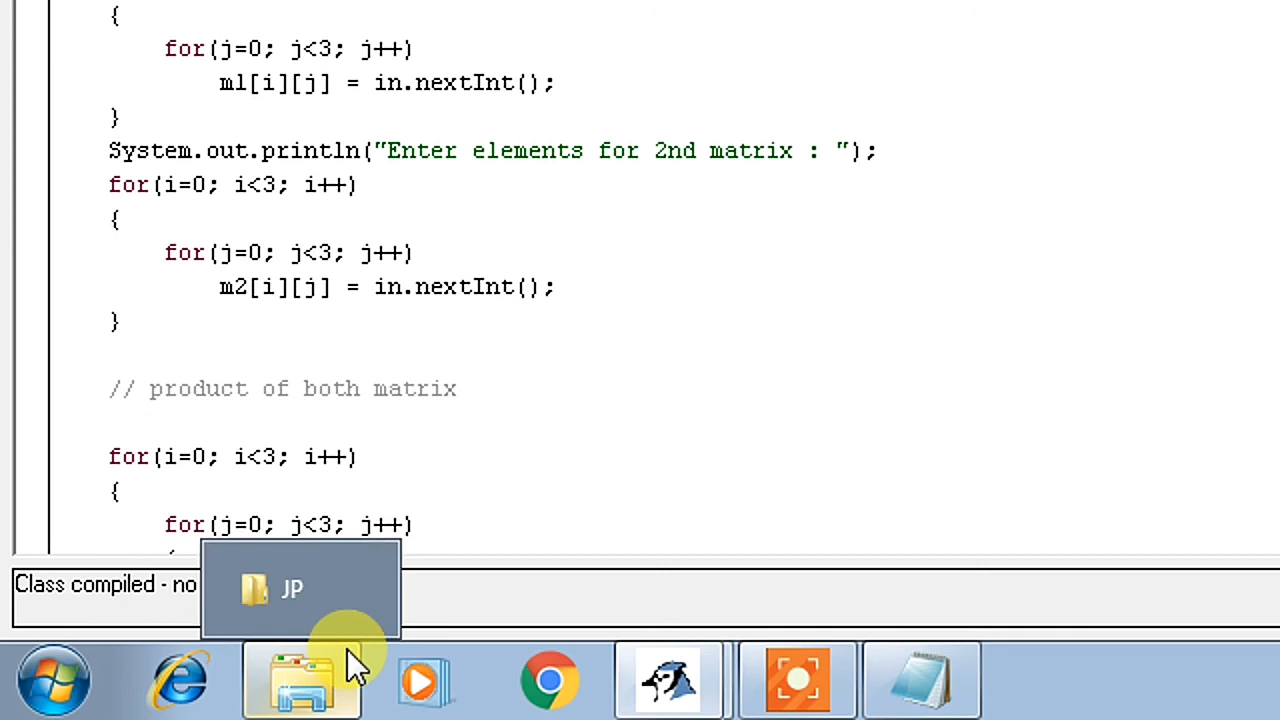 {
for(j=0; j<3; j++)
m1[i][j] = in.nextInt();
}
System.out.println("Enter elements for 2nd matrix : ");
for(i=0; i<3; i++)
{
for(j=0; j<3; j++)
m2[i][j] = in.nextInt();
}
// product of both matrix
for(i=0; i<3; i++)
{
for(j=0; j<3; j++)
Class compiled - no
JP